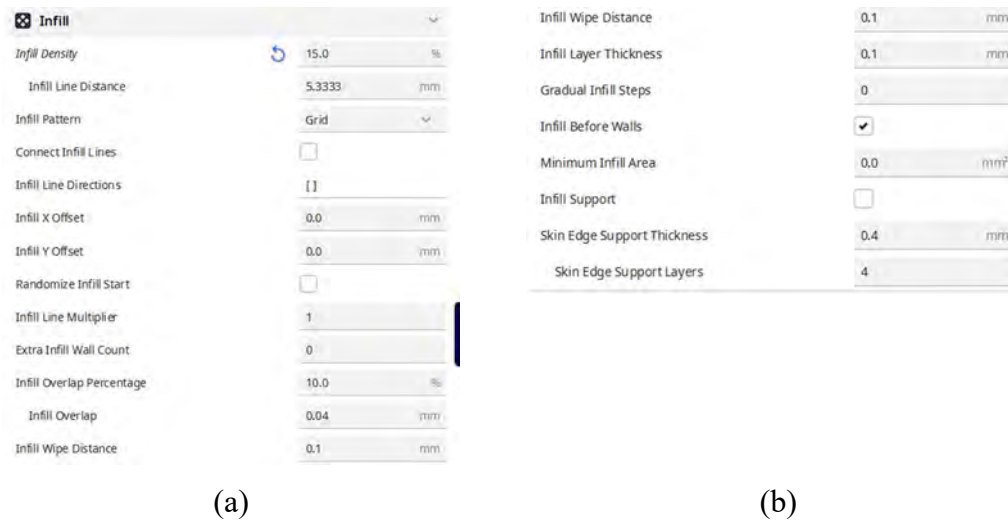 Infill
Infill Density 15.0 %
Infill Line Distance 5.3333 mm
Infill Pattern Grid
Connect Infill Lines
Infill Line Directions [ ]
Infill X Offset 0.0 mm
Infill Y Offset 0.0 mm
Randomize Infill Start
Infill Line Multiplier 1
Extra Infill Wall Count 0
Infill Overlap Percentage 10.0 %
Infill Overlap 0.04 mm
Infill Wipe Distance 0.1 mm
(a)
Infill Wipe Distance 0.1 mm
Infill Layer Thickness 0.1 mm
Gradual Infill Steps 0
Infill Before Walls
Minimum Infill Area 0.0 mm²
Infill Support
Skin Edge Support Thickness 0.4 mm
Skin Edge Support Layers 4
(b)